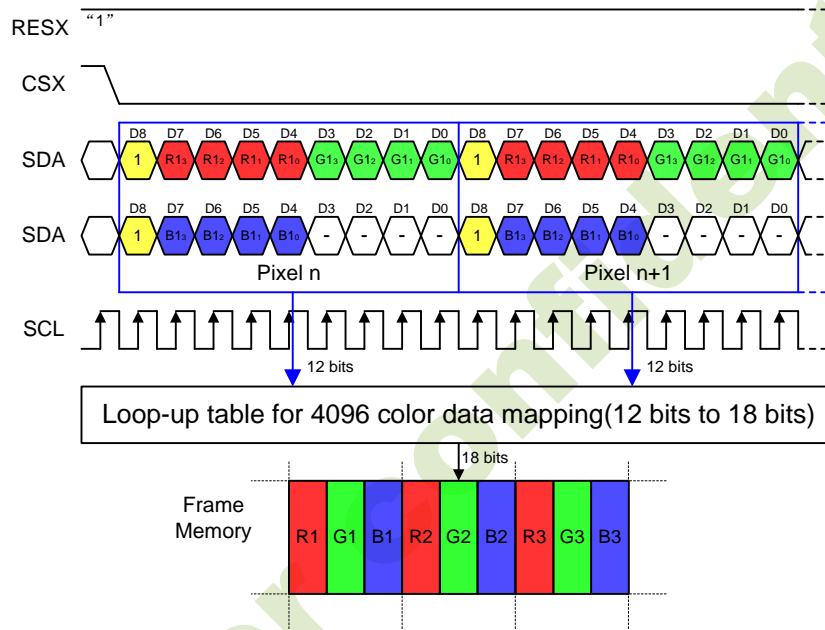 RESX "1"
CSX
D8 D7 D6 D5 D4 D3 D2 D1 D0 D8 D7 D6 D5 D4 D3 D2 D1 D0
SDA 1 R13 R12 R11 R10 G13 G12 G11 G10 1 R13 R12 R11 R10 G13 G12 G11 G10
D8 D7 D6 D5 D4 D3 D2 D1 D0 D8 D7 D6 D5 D4 D3 D2 D1 D0
SDA 1 B13 B12 B11 B10 - - - - 1 B13 B12 B11 B10 - - - -
Pixel n Pixel n+1
SCL
12 bits 12 bits
Loop-up table for 4096 color data mapping(12 bits to 18 bits)
18 bits
Frame
Memory
R1 G1 B1 R2 G2 B2 R3 G3 B3